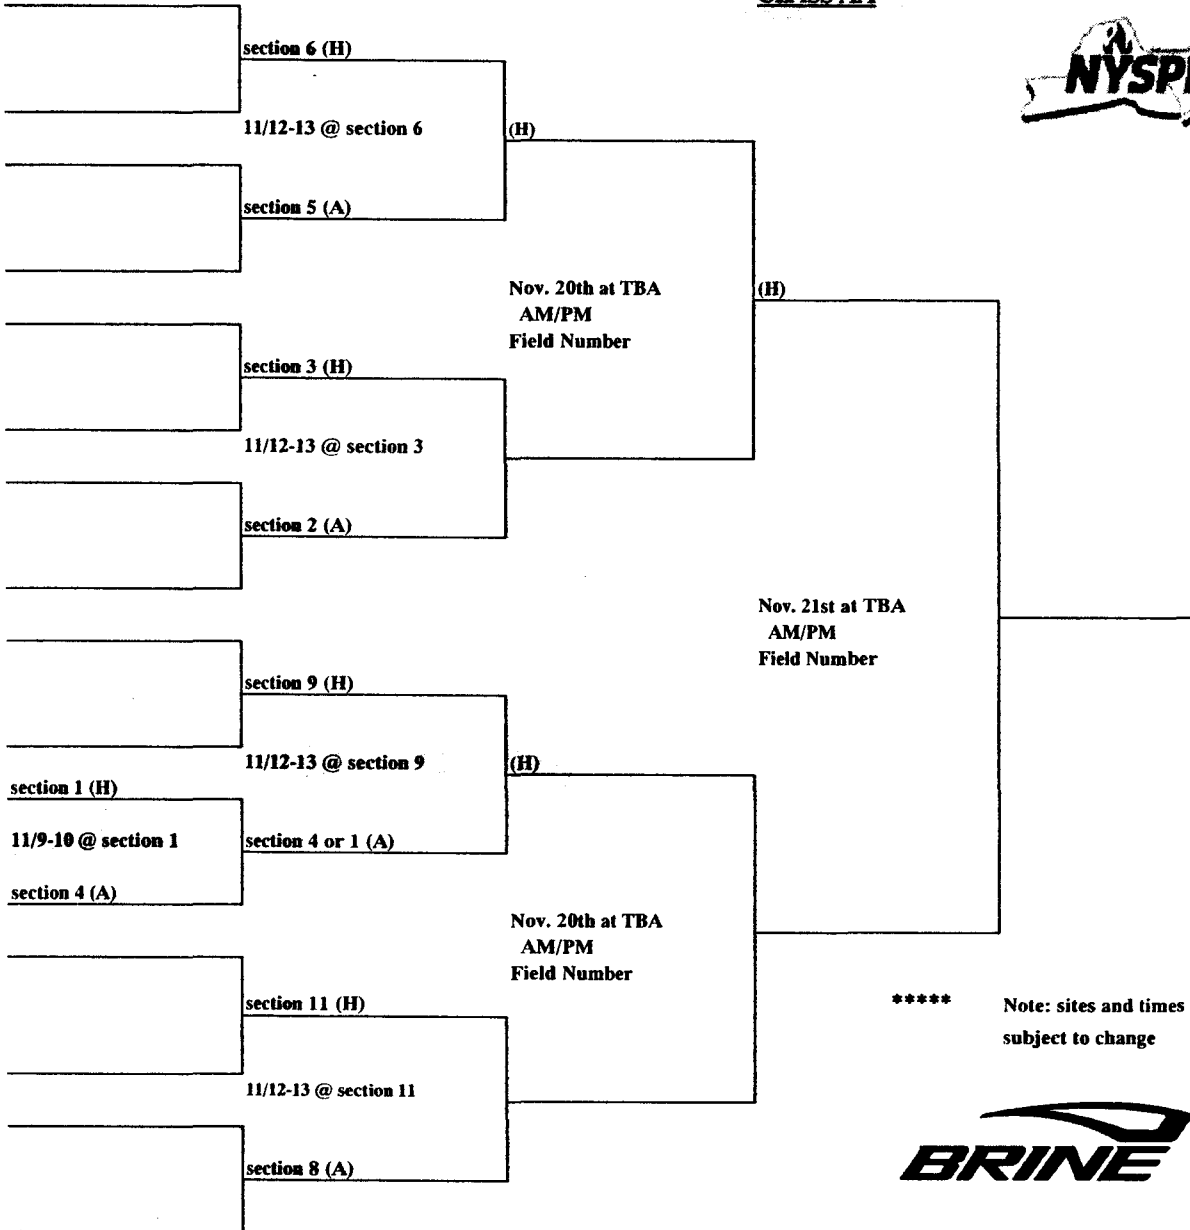 section 6 (H)
11/12-13 @ section 6
(H)
section 5 (A)
Nov. 20th at TBA
AM/PM
Field Number
(H)
section 3 (H)
11/12-13 @ section 3
section 2 (A)
Nov. 21st at TBA
AM/PM
Field Number
section 9 (H)
11/12-13 @ section 9
(H)
section 1 (H)
11/9-10 @ section 1
section 4 or 1 (A)
section 4 (A)
Nov. 20th at TBA
AM/PM
Field Number
section 11 (H)
***** Note: sites and times
subject to change
11/12-13 @ section 11
BRINE
section 8 (A)